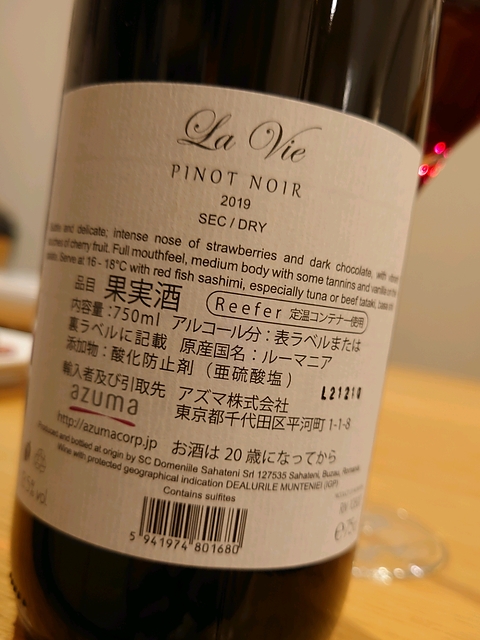 La Vie
PINOT NOIR
2019
SEC / DRY
and delicate; intense nose of strawberries and dark chocolate, with
of cherry fruit. Full mouthfeel, medium body with some tannins and vanilla
Serve at 16 - 18°C with red fish sashimi, especially tuna or beef tataki,
品目 果実酒 Reefer 定温コンテナー使用
内容量:750ml アルコール分:表ラベルまたは
裏ラベルに記載 原産国名:ルーマニア
添加物:酸化防止剤(亜硫酸塩)
L21210
輸入者及び引取先 アズマ株式会社
azuma 東京都千代田区平河町 1-1-8
http://azumacorp.jp お酒は20歳になってから
Produced and bottled at origin by SC Domeniile Sahateni Srl 127535 Sahateni, Buzau, Romania
Wine with protected geographical indication DEALURILE MUNTENIEI (IGP)
Contains sulfites
5 941974 801680